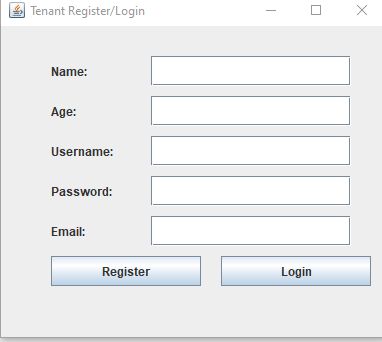 Tenant Register/Login
Name:
Age:
Username:
Password:
Email:
Register Login